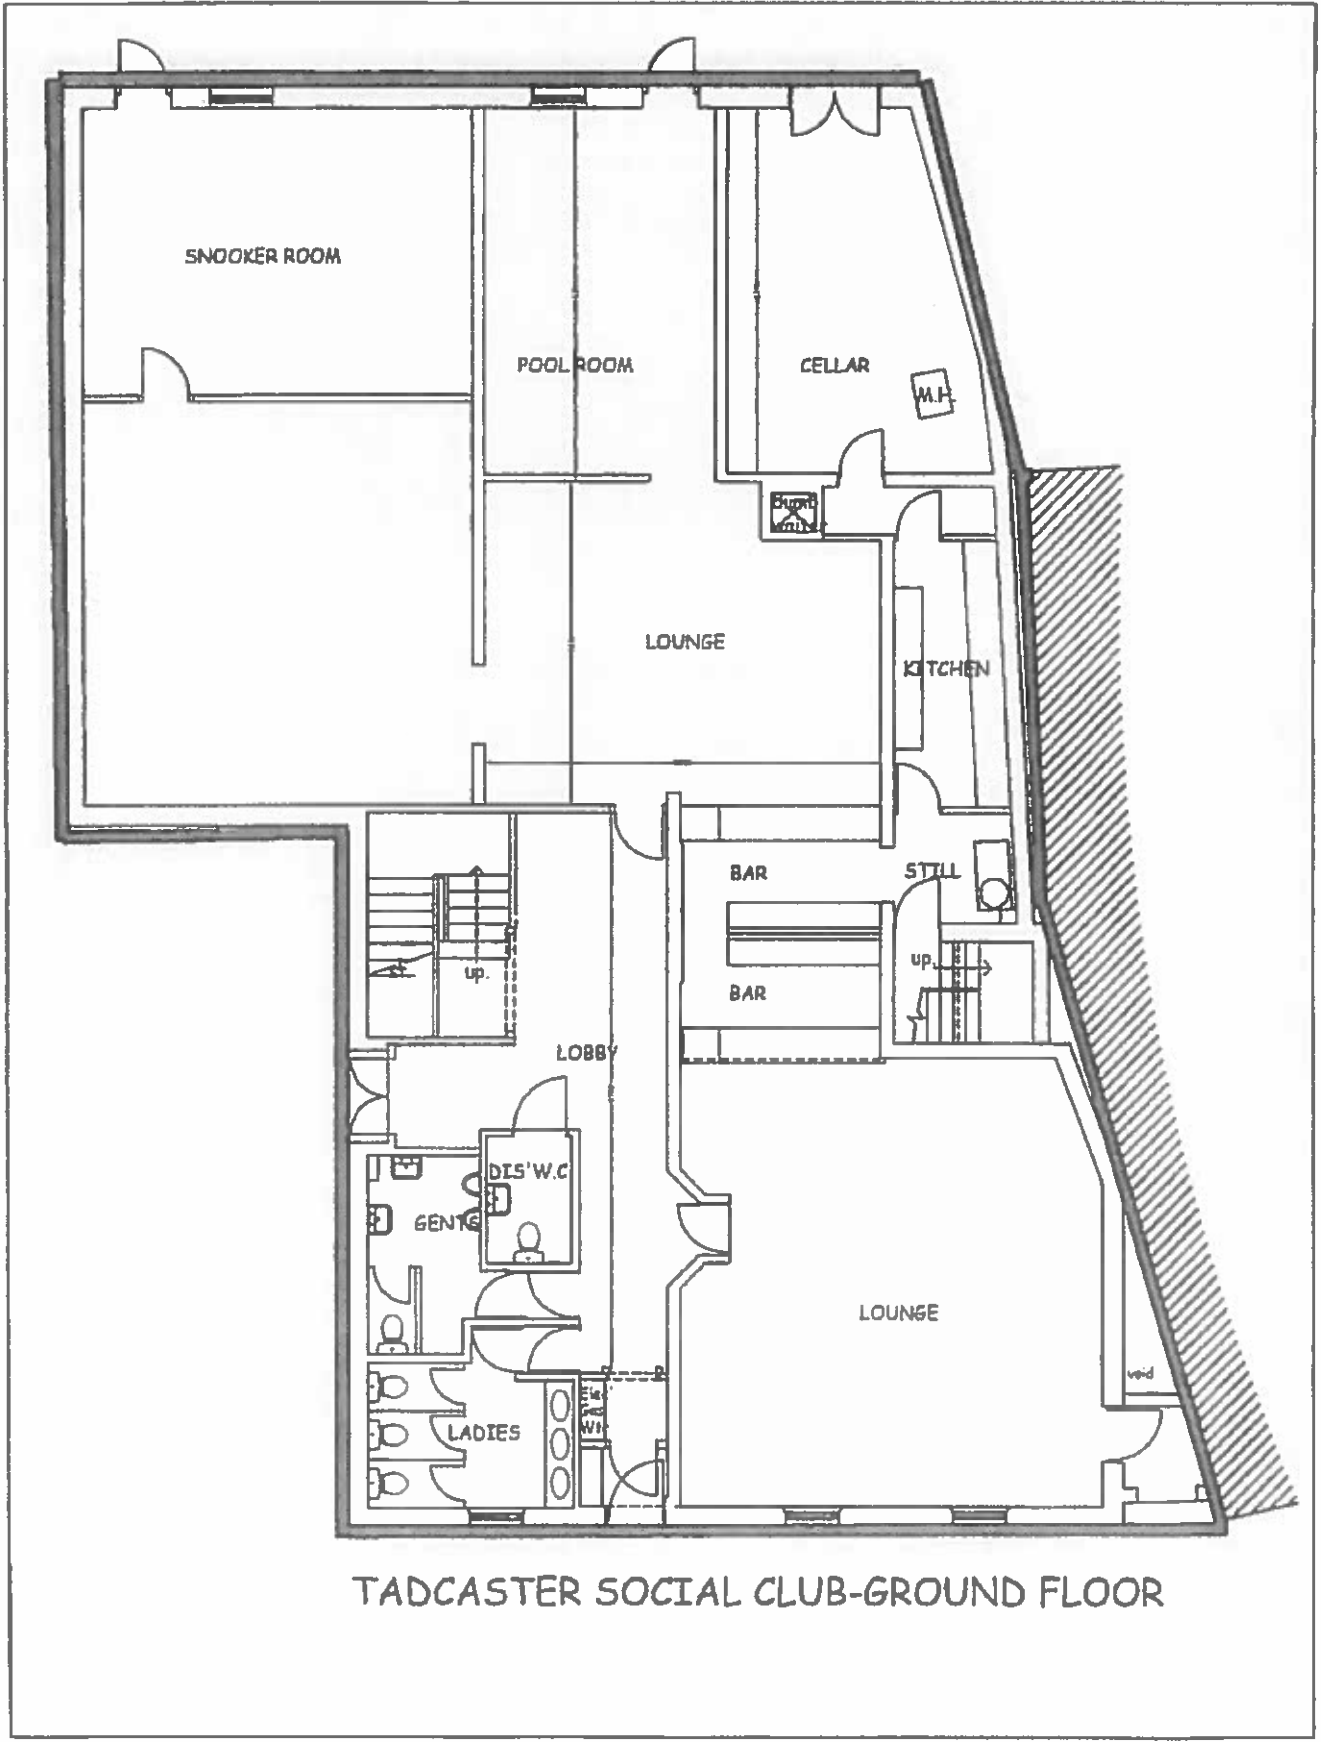 SNOOKER ROOM
POOL ROOM
CELLAR
M.H.
LOUNGE
KITCHEN
BAR
STILL
up.
up.
BAR
LOBBY
DIS'W.C
GENTS
LOUNGE
void
LADIES
TADCASTER SOCIAL CLUB-GROUND FLOOR